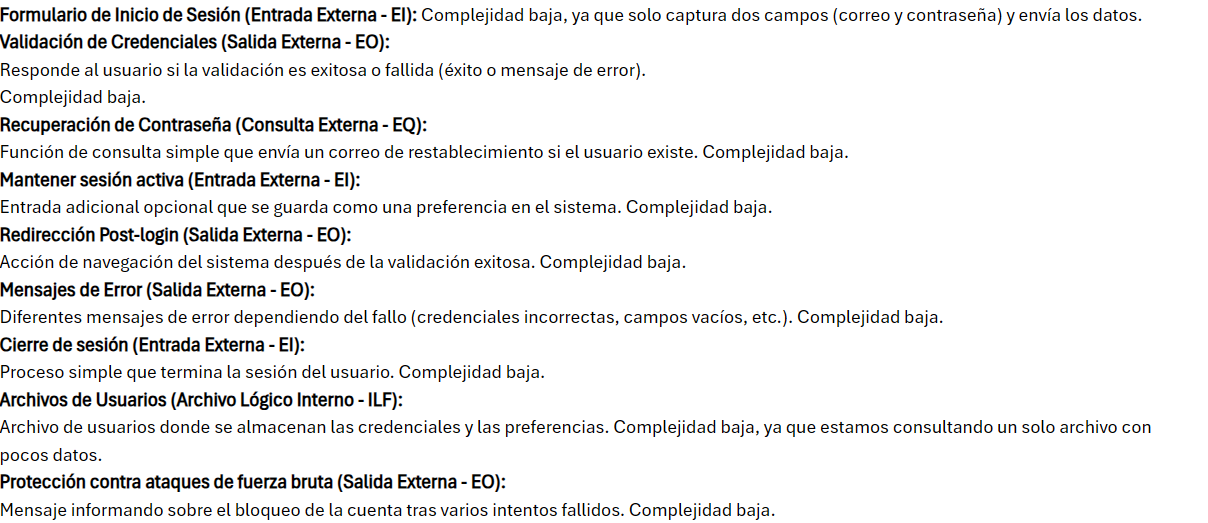 Formulario de Inicio de Sesión (Entrada Externa - EI): Complejidad baja, ya que solo captura dos campos (correo y contraseña) y envía los datos.
Validación de Credenciales (Salida Externa - EO):
Responde al usuario si la validación es exitosa o fallida (éxito o mensaje de error).
Complejidad baja.
Recuperación de Contraseña (Consulta Externa - EQ):
Función de consulta simple que envía un correo de restablecimiento si el usuario existe. Complejidad baja.
Mantener sesión activa (Entrada Externa - EI):
Entrada adicional opcional que se guarda como una preferencia en el sistema. Complejidad baja.
Redirección Post-login (Salida Externa - EO):
Acción de navegación del sistema después de la validación exitosa. Complejidad baja.
Mensajes de Error (Salida Externa - EO):
Diferentes mensajes de error dependiendo del fallo (credenciales incorrectas, campos vacíos, etc.). Complejidad baja.
Cierre de sesión (Entrada Externa - EI):
Proceso simple que termina la sesión del usuario. Complejidad baja.
Archivos de Usuarios (Archivo Lógico Interno - ILF):
Archivo de usuarios donde se almacenan las credenciales y las preferencias. Complejidad baja, ya que estamos consultando un solo archivo con
pocos datos.
Protección contra ataques de fuerza bruta (Salida Externa - EO):
Mensaje informando sobre el bloqueo de la cuenta tras varios intentos fallidos. Complejidad baja.